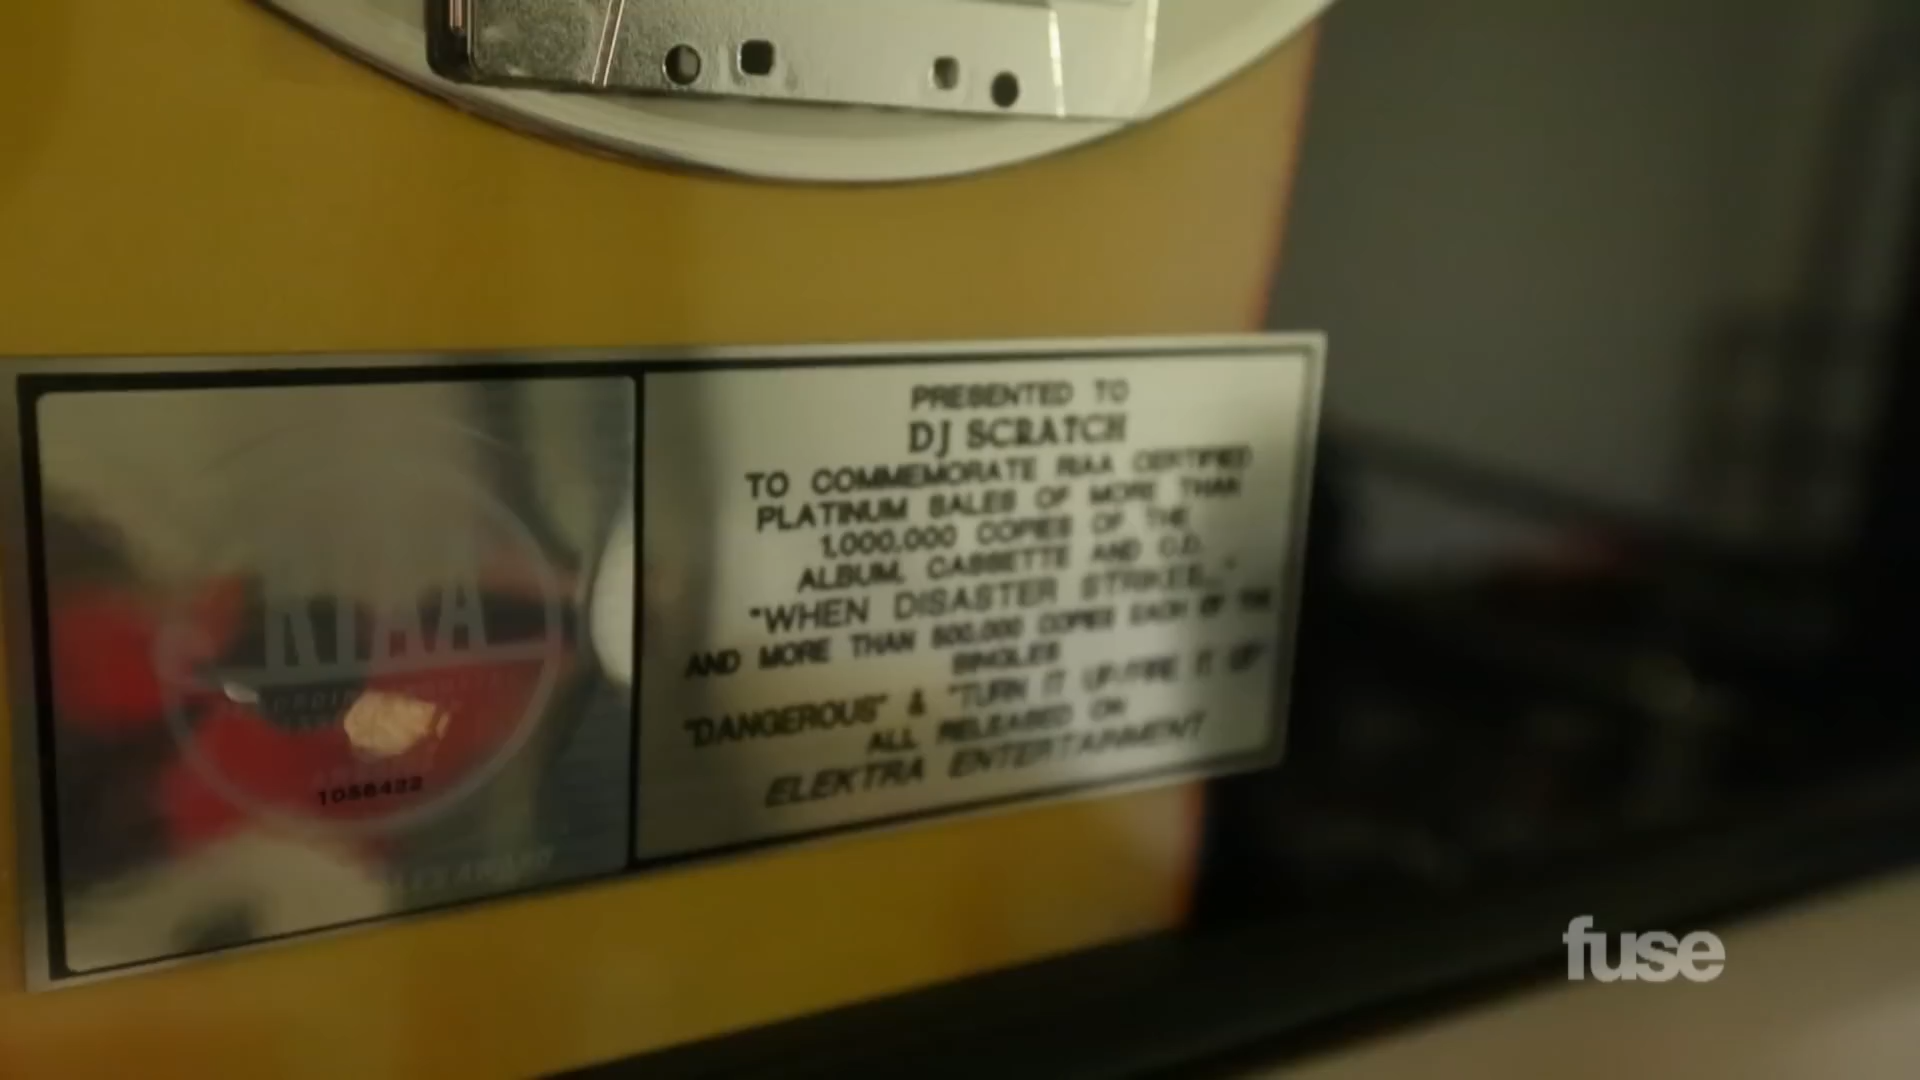 PRESENTED TO
DJ SCRATCH
TO COMMEMORATE RIAA CERTIFIED
PLATINUM SALES OF MORE THAN
1,000,000 COPIES OF THE
ALBUM, CASSETTE AND C.D.
"WHEN DISASTER STRIKES..."
AND MORE THAN 500,000 COPIES EACH OF THE
SINGLES
"DANGEROUS" & "TURN IT UP/FIRE IT UP"
ALL RELEASED ON
ELEKTRA ENTERTAINMENT
RIAA
1058422
fuse